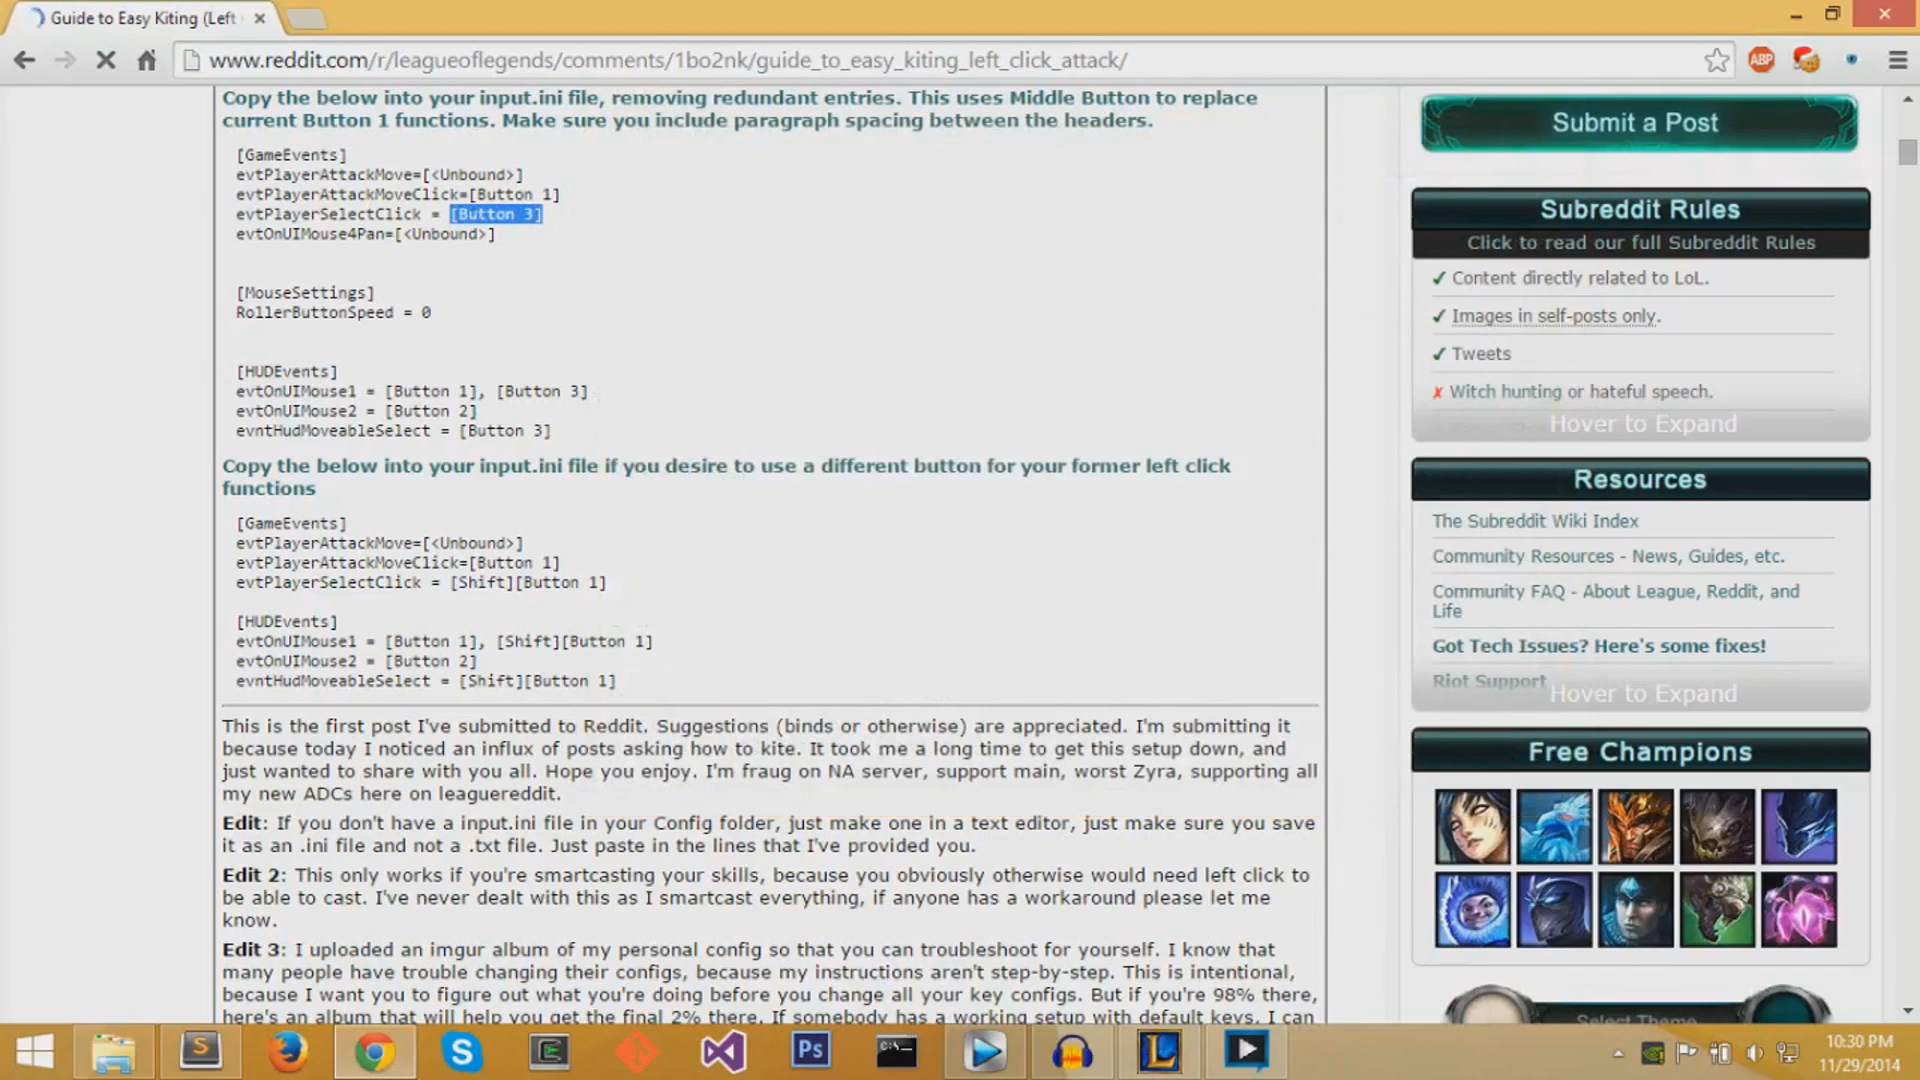 Guide to Easy Kiting (Left
www.reddit.com/r/leagueoflegends/comments/1bo2nk/guide_to_easy_kiting_left_click_attack/
ABP
Copy the below into your input.ini file, removing redundant entries. This uses Middle Button to replace
current Button 1 functions. Make sure you include paragraph spacing between the headers.
[GameEvents]
evtPlayerAttackMove=[<Unbound>]
evtPlayerAttackMoveClick=[Button 1]
evtPlayerSelectClick = [Button 3]
evtOnUIMouse4Pan=[<Unbound>]
[MouseSettings]
RollerButtonSpeed = 0
[HUDEvents]
evtOnUIMouse1 = [Button 1], [Button 3]
evtOnUIMouse2 = [Button 2]
evntHudMoveableSelect = [Button 3]
Copy the below into your input.ini file if you desire to use a different button for your former left click
functions
[GameEvents]
evtPlayerAttackMove=[<Unbound>]
evtPlayerAttackMoveClick=[Button 1]
evtPlayerSelectClick = [Shift][Button 1]
[HUDEvents]
evtOnUIMouse1 = [Button 1], [Shift][Button 1]
evtOnUIMouse2 = [Button 2]
evntHudMoveableSelect = [Shift][Button 1]
This is the first post I've submitted to Reddit. Suggestions (binds or otherwise) are appreciated. I'm submitting it
because today I noticed an influx of posts asking how to kite. It took me a long time to get this setup down, and
just wanted to share with you all. Hope you enjoy. I'm fraug on NA server, support main, worst Zyra, supporting all
my new ADCs here on leaguereddit.
Edit: If you don't have a input.ini file in your Config folder, just make one in a text editor, just make sure you save
it as an .ini file and not a .txt file. Just paste in the lines that I've provided you.
Edit 2: This only works if you're smartcasting your skills, because you obviously otherwise would need left click to
be able to cast. I've never dealt with this as I smartcast everything, if anyone has a workaround please let me
know.
Edit 3: I uploaded an imgur album of my personal config so that you can troubleshoot for yourself. I know that
many people have trouble changing their configs, because my instructions aren't step-by-step. This is intentional,
because I want you to figure out what you're doing before you change all your key configs. But if you're 98% there,
here's an album that will help you get the final 2% there. If somebody has a working setup with default keys, I can
Submit a Post
Subreddit Rules
Click to read our full Subreddit Rules
✓ Content directly related to LoL.
✓ Images in self-posts only.
✓ Tweets
✗ Witch hunting or hateful speech.
Hover to Expand
Resources
The Subreddit Wiki Index
Community Resources - News, Guides, etc.
Community FAQ - About League, Reddit, and
Life
Got Tech Issues? Here's some fixes!
Riot Support
Hover to Expand
Free Champions
Select Theme
S
S
E
Ps
C:\
L
10:30 PM
11/29/2014